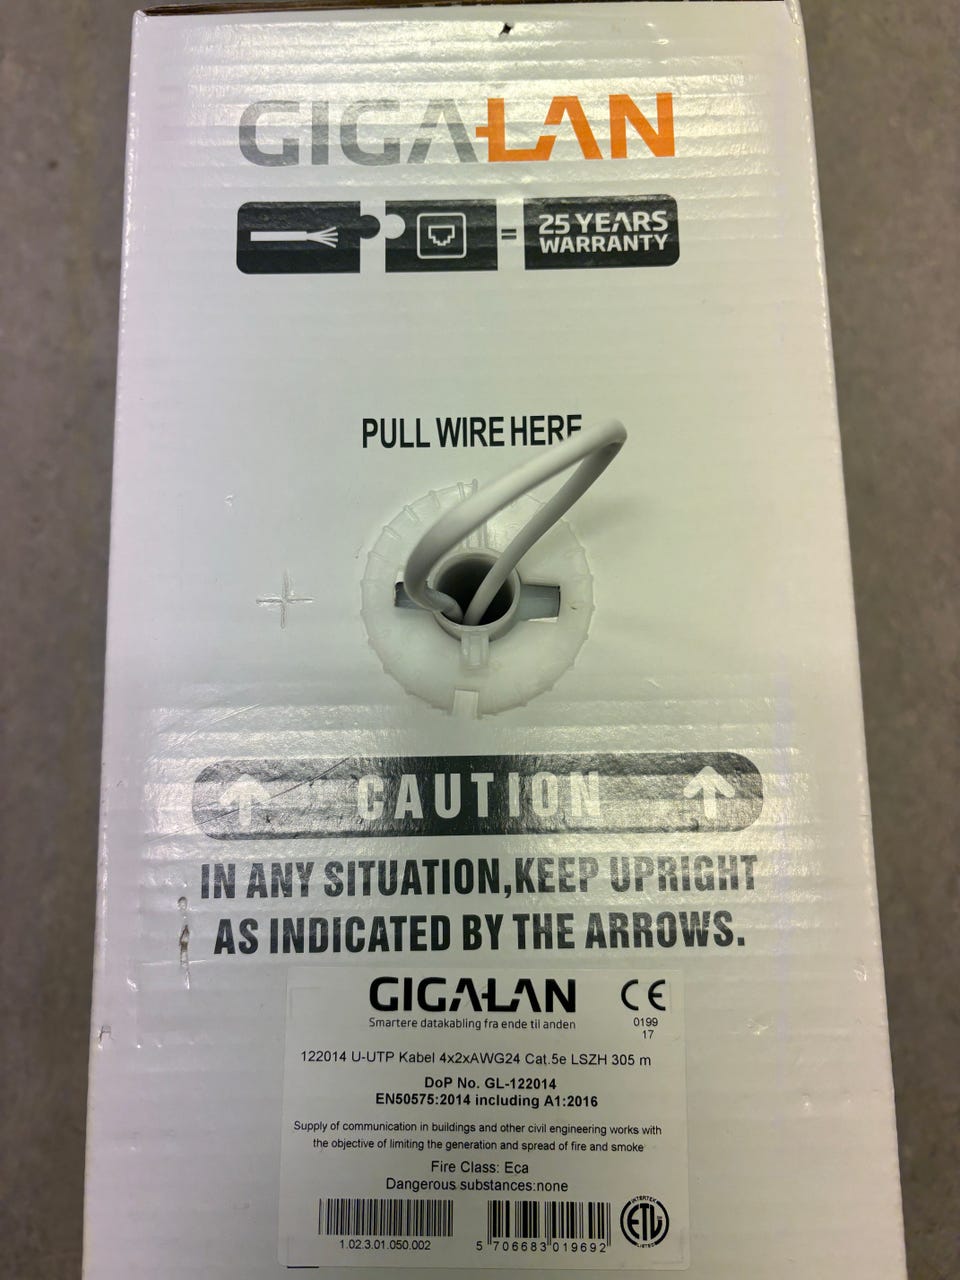 GIGALAN
25 YEARS
WARRANTY
PULL WIRE HERE
CAUTION
IN ANY SITUATION,KEEP UPRIGHT
AS INDICATED BY THE ARROWS.
GIGALAN
Smartere datakabling fra ende til anden
CE
0199
17
122014 U-UTP Kabel 4x2xAWG24 Cat.5e LSZH 305 m
DoP No. GL-122014
EN50575:2014 including A1:2016
Supply of communication in buildings and other civil engineering works with
the objective of limiting the generation and spread of fire and smoke
Fire Class: Eca
Dangerous substances:none
1.02.3.01.050.002
5 706683 019692
INTERTEK
ETL
LISTED